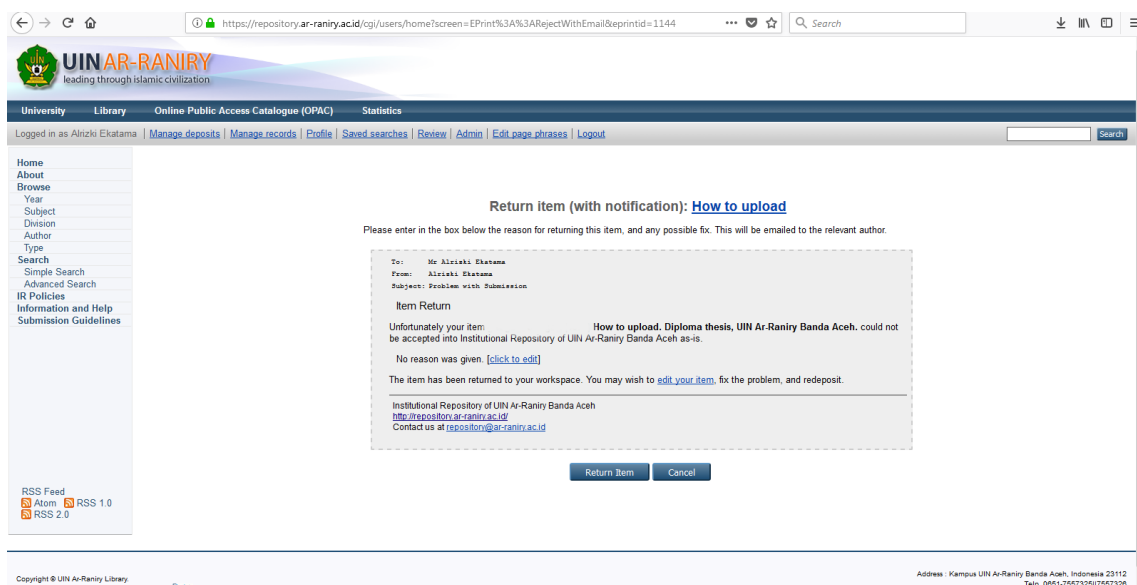 https://repository.ar-raniry.ac.id/cgi/users/home?screen=EPrint%3A%3ARejectWithEmail&eprintid=1144
Search
UIN
UIN AR-RANIRY
leading through islamic civilization
University Library Online Public Access Catalogue (OPAC) Statistics
Logged in as Alrizki Ekatama | Manage deposits | Manage records | Profile | Saved searches | Review | Admin | Edit page phrases | Logout
Search
Home
About
Browse
Year
Subject
Division
Author
Type
Search
Simple Search
Advanced Search
IR Policies
Information and Help
Submission Guidelines
RSS Feed
Atom RSS 1.0
RSS 2.0
Return item (with notification): How to upload
Please enter in the box below the reason for returning this item, and any possible fix. This will be emailed to the relevant author.
To: Mr Alrizki Ekatama
From: Alrizki Ekatama
Subject: Problem with Submission
Item Return
Unfortunately your item How to upload. Diploma thesis, UIN Ar-Raniry Banda Aceh. could not
be accepted into Institutional Repository of UIN Ar-Raniry Banda Aceh as-is.
No reason was given. [click to edit]
The item has been returned to your workspace. You may wish to edit your item, fix the problem, and redeposit.
Institutional Repository of UIN Ar-Raniry Banda Aceh
http://repository.ar-raniry.ac.id/
Contact us at repository@ar-raniry.ac.id
Return Item Cancel
Copyright © UIN Ar-Raniry Library.
Address : Kampus UIN Ar-Raniry Banda Aceh, Indonesia 23112